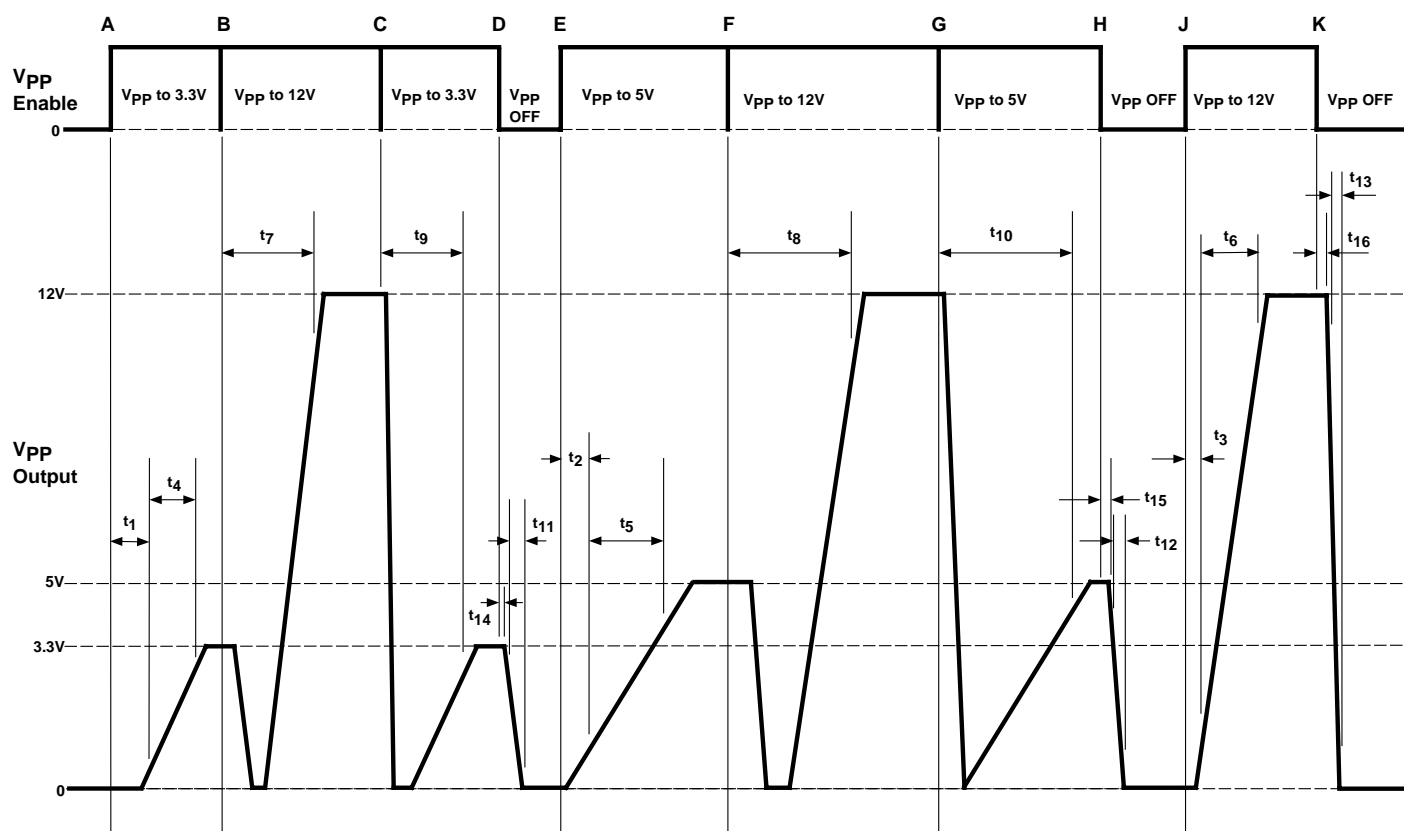 A B C D E F G H J K
VPP
Enable
VPP to 3.3V
VPP to 12V
VPP to 3.3V
VPP
OFF
VPP to 5V
VPP to 12V
VPP to 5V
VPP OFF
VPP to 12V
VPP OFF
0
t13
t7
t9
t8
t10
t6
t16
12V
VPP
Output
t4
t1
t2
t3
t11
t5
t15
t12
5V
t14
3.3V
0